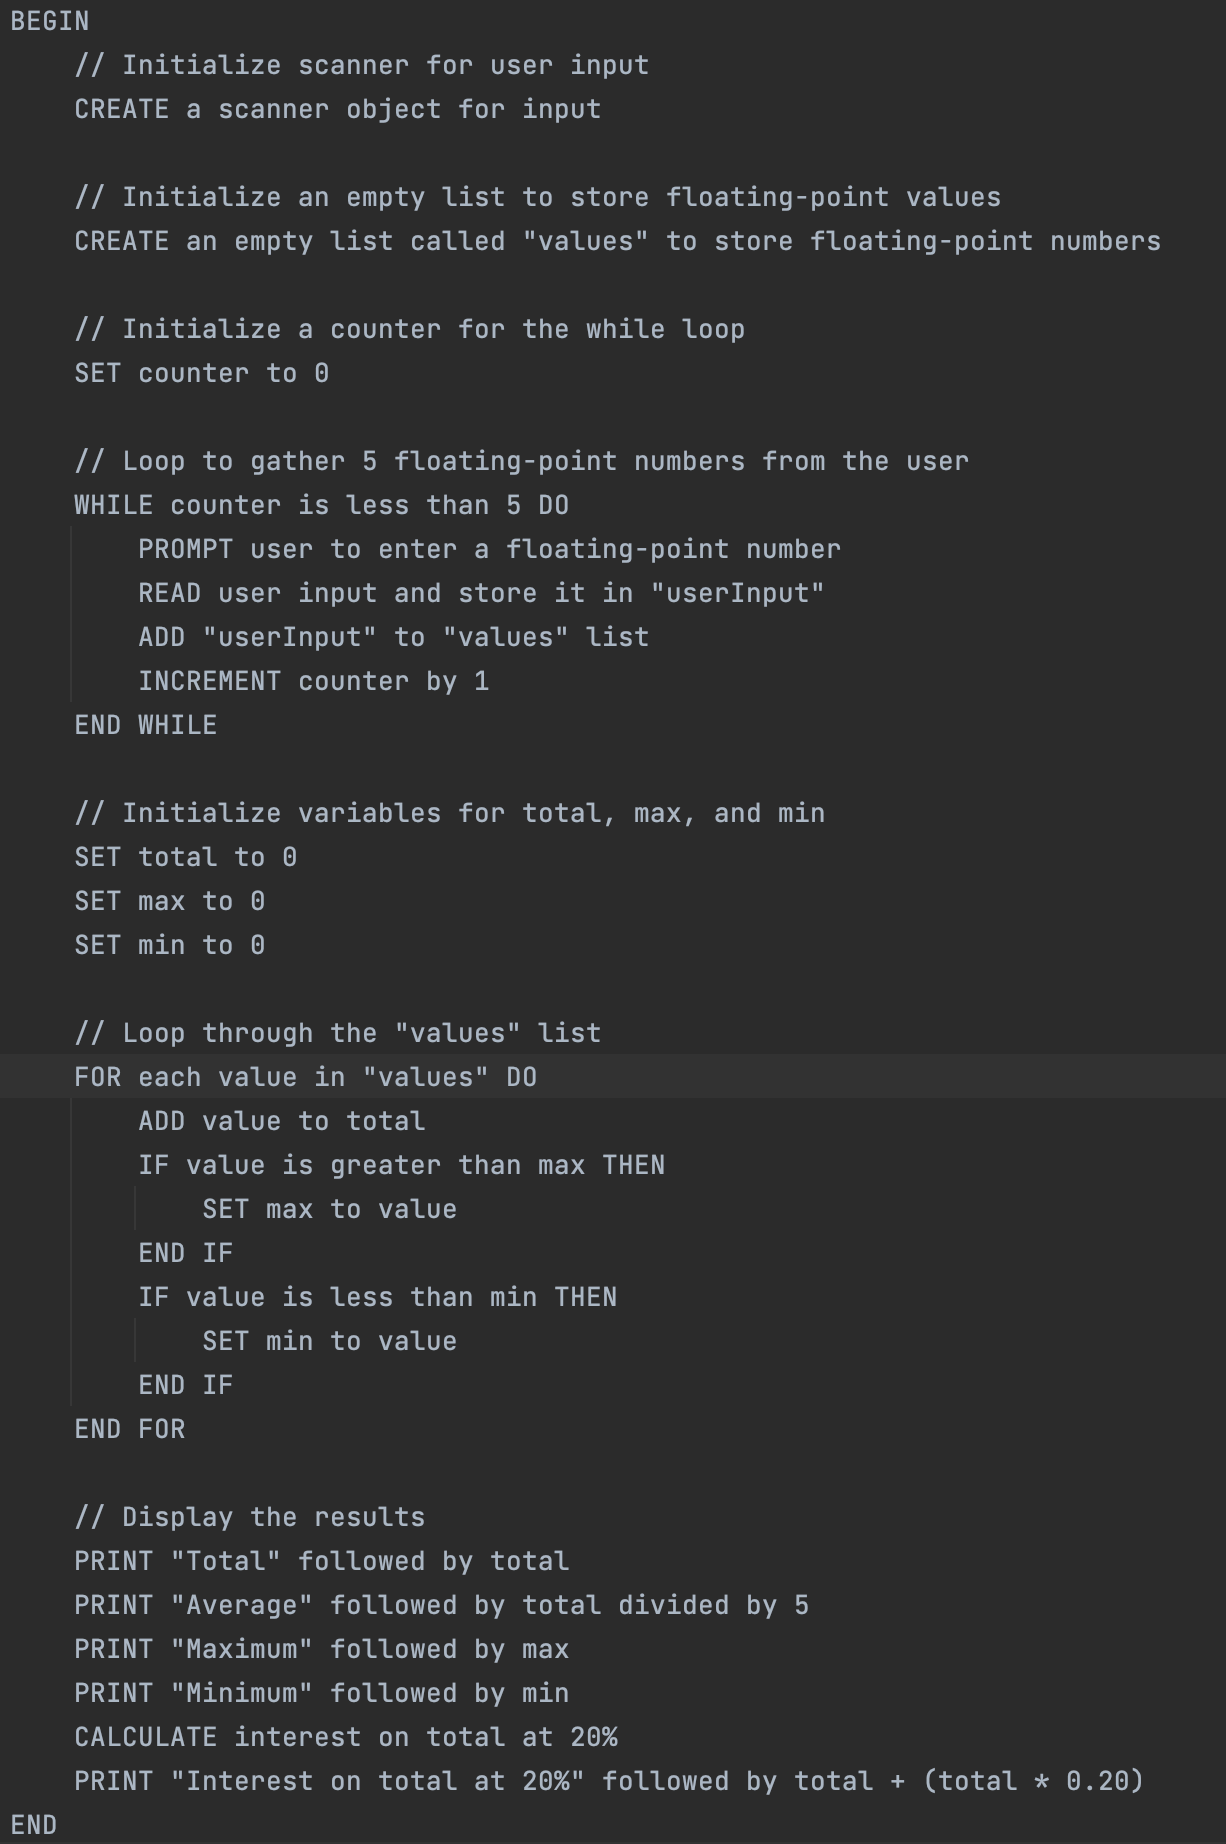 BEGIN
// Initialize scanner for user input
CREATE a scanner object for input
// Initialize an empty list to store floating-point values
CREATE an empty list called "values" to store floating-point numbers
// Initialize a counter for the while loop
SET counter to 0
// Loop to gather 5 floating-point numbers from the user
WHILE counter is less than 5 DO
PROMPT user to enter a floating-point number
READ user input and store it in "userInput"
ADD "userInput" to "values" list
INCREMENT counter by 1
END WHILE
// Initialize variables for total, max, and min
SET total to 0
SET max to 0
SET min to 0
// Loop through the "values" list
FOR each value in "values" DO
ADD value to total
IF value is greater than max THEN
SET max to value
END IF
IF value is less than min THEN
SET min to value
END IF
END FOR
// Display the results
PRINT "Total" followed by total
PRINT "Average" followed by total divided by 5
PRINT "Maximum" followed by max
PRINT "Minimum" followed by min
CALCULATE interest on total at 20%
PRINT "Interest on total at 20%" followed by total + (total * 0.20)
END